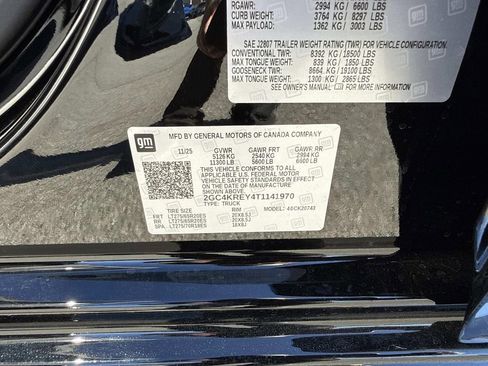 RGAWR: 2994 KG / 6600 LBS
CURB WEIGHT: 3764 KG / 8297 LBS
MAX PAYLOAD: 1362 KG / 3003 LBS
SAE J2807 TRAILER WEIGHT RATING (TWR) FOR VEHICLE CONFIGURATION
CONVENTIONAL TWR: 8392 KG / 18500 LBS
MAX TONGUE WEIGHT: 839 KG / 1850 LBS
GOOSENECK TWR: 8664 KG / 19100 LBS
MAX TONGUE WEIGHT: 1300 KG / 2865 LBS
SEE OWNER'S MANUAL FOR
gm
MFD BY GENERAL MOTORS OF CANADA COMPANY
11/25 GVWR GAWR FRT GAWR RR
5126 KG 2540 KG 2994 KG
11300 LB 5600 LB 6600 LB
THIS VEHICLE CONFORMS TO ALL
APPLICABLE U.S. FEDERAL MOTOR
VEHICLE SAFETY STANDARDS IN EFFECT ON
THE DATE OF MANUFACTURE SHOWN ABOVE.
2GC4KREY4T1141970
TYPE: TRUCK
TIRE SIZE RIM MODEL:
FRT LT275/65R20ES 20X8.5J
RR LT275/65R20ES 20X8.5J
SPA LT275/70R18ES 18X8J